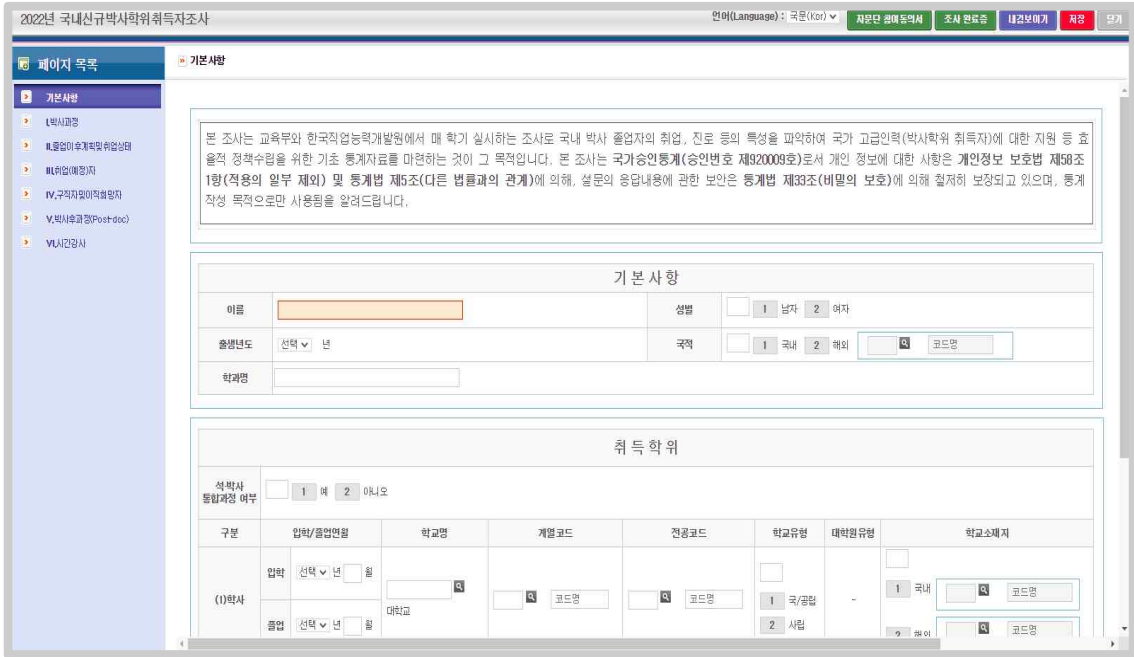 2022년 국내신규박사학위취득자조사
언어(Language) : 국문(Kor)
자문단 참여동의서
조사 완료증
내검보이기
저장
닫기
페이지 목록
기본사항
I.박사과정
II.졸업이후계획및취업상태
III.취업(예정)자
IV.구직자및이직희망자
V.박사후과정(Post-doc)
VI.시간강사
기본사항
본 조사는 교육부와 한국직업능력개발원에서 매 학기 실시하는 조사로 국내 박사 졸업자의 취업, 진로 등의 특성을 파악하여 국가 고급인력(박사학위 취득자)에 대한 지원 등 효
율적 정책수립을 위한 기초 통계자료를 마련하는 것이 그 목적입니다. 본 조사는 국가승인통계(승인번호 제920009호)로서 개인 정보에 대한 사항은 개인정보 보호법 제58조
1항(적용의 일부 제외) 및 통계법 제5조(다른 법률과의 관계)에 의해, 설문의 응답내용에 관한 보안은 통계법 제33조(비밀의 보호)에 의해 철저히 보장되고 있으며, 통계
작성 목적으로만 사용됨을 알려드립니다.
기본사항
이름
성별 1 남자 2 여자
출생년도 선택 년
국적 1 국내 2 해외 코드명
학과명
취득학위
석·박사
통합과정 여부
1 예 2 아니오
구분 입학/졸업연월 학교명 계열코드 전공코드 학교유형 대학원유형 학교소재지
(1)학사
입학 선택 년 월
졸업 선택 년 월
대학교
코드명
코드명
1 국/공립
2 사립
-
1 국내 코드명
2 해외 코드명